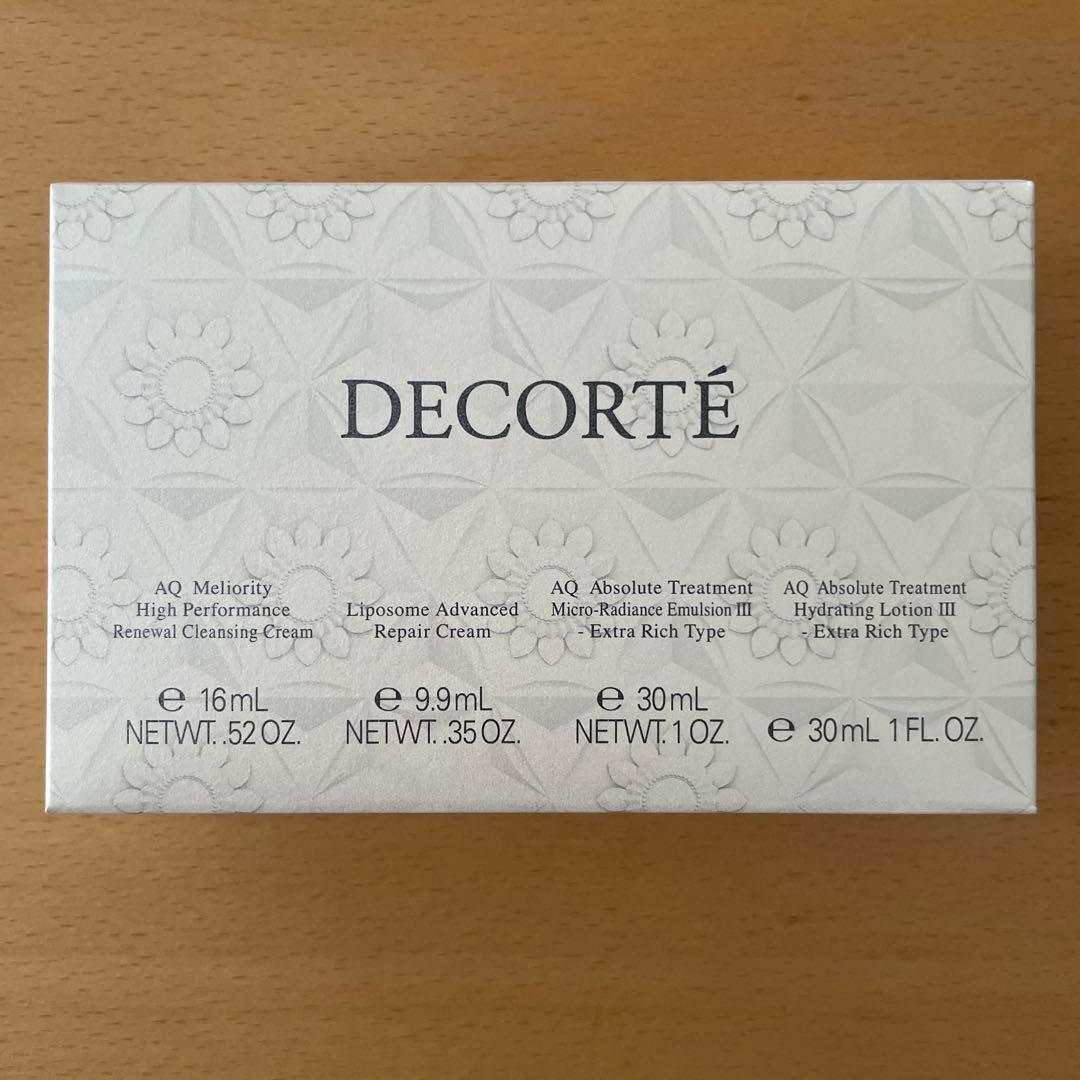 DECORTÉ
AQ Meliority
High Performance
Renewal Cleansing Cream
℮ 16mL
NETWT. .52 OZ.
Liposome Advanced
Repair Cream
℮ 9.9mL
NETWT. .35 OZ.
AQ Absolute Treatment
Micro-Radiance Emulsion III
- Extra Rich Type
℮ 30mL
NETWT. 1 OZ.
AQ Absolute Treatment
Hydrating Lotion III
- Extra Rich Type
℮ 30mL 1 FL. OZ.